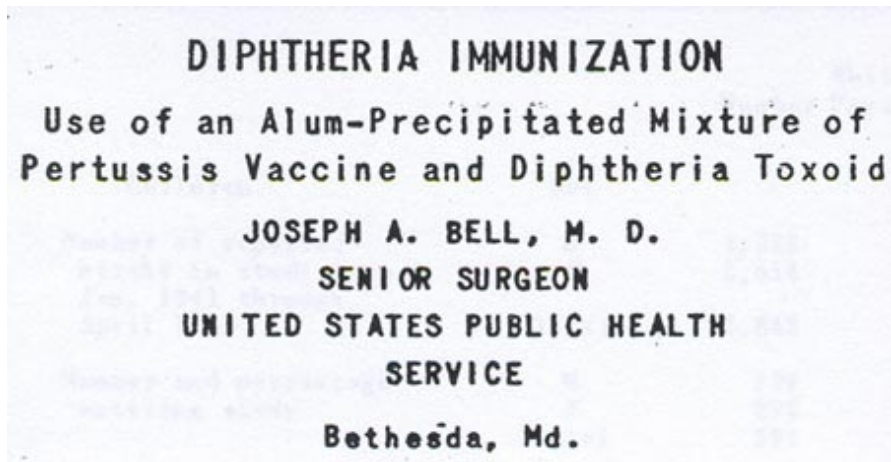 DIPHTHERIA IMMUNIZATION
Use of an Alum-Precipitated Mixture of
Pertussis Vaccine and Diphtheria Toxoid
JOSEPH A. BELL, M. D.
SENIOR SURGEON
UNITED STATES PUBLIC HEALTH
SERVICE
Bethesda, Md.